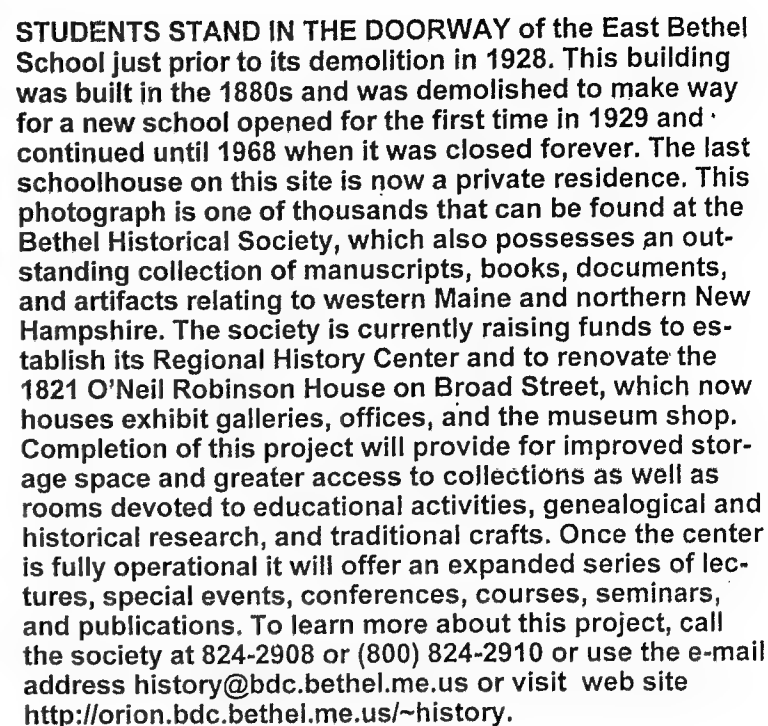 STUDENTS STAND IN THE DOORWAY of the East Bethel
School just prior to its demolition in 1928. This building
was built in the 1880s and was demolished to make way
for a new school opened for the first time in 1929 and
continued until 1968 when it was closed forever. The last
schoolhouse on this site is now a private residence. This
photograph is one of thousands that can be found at the
Bethel Historical Society, which also possesses an out-
standing collection of manuscripts, books, documents,
and artifacts relating to western Maine and northern New
Hampshire. The society is currently raising funds to es-
tablish its Regional History Center and to renovate the
1821 O'Neil Robinson House on Broad Street, which now
houses exhibit galleries, offices, and the museum shop.
Completion of this project will provide for improved stor-
age space and greater access to collections as well as
rooms devoted to educational activities, genealogical and
historical research, and traditional crafts. Once the center
is fully operational it will offer an expanded series of lec-
tures, special events, conferences, courses, seminars,
and publications. To learn more about this project, call
the society at 824-2908 or (800) 824-2910 or use the e-mail
address history@bdc.bethel.me.us or visit web site
http://orion.bdc.bethel.me.us/~history.